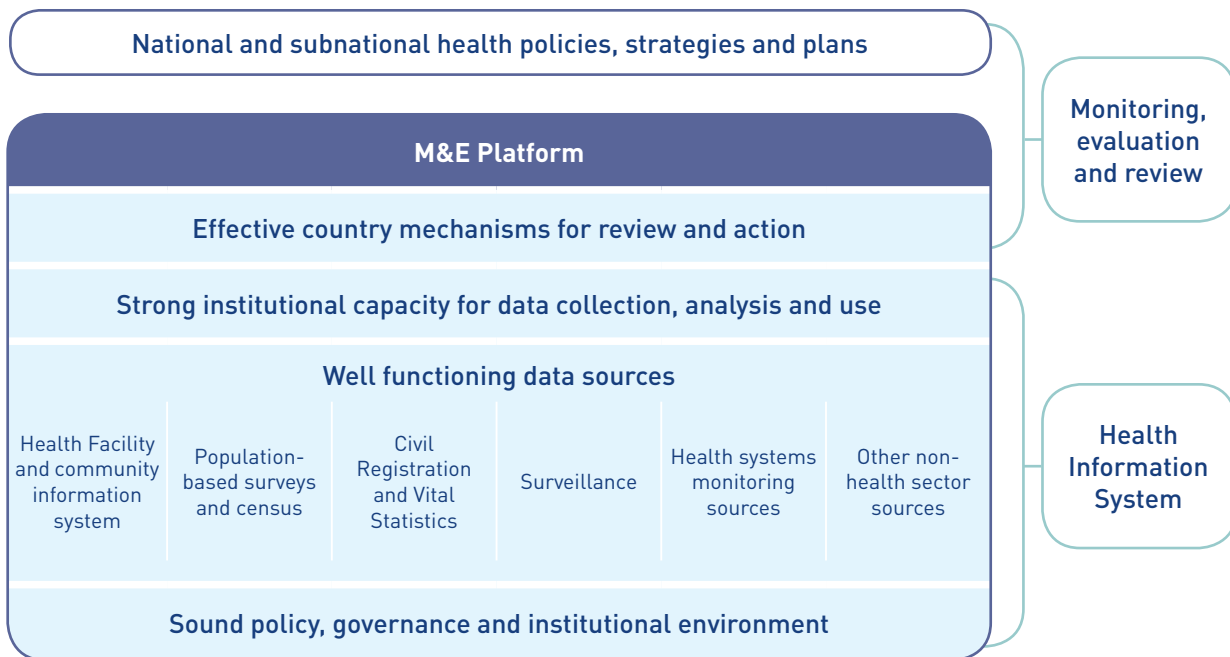 National and subnational health policies, strategies and plans
Monitoring,
evaluation
and review
M&E Platform
Effective country mechanisms for review and action
Strong institutional capacity for data collection, analysis and use
Well functioning data sources
Health Facility
and community
information
system
Population-
based surveys
and census
Civil
Registration
and Vital
Statistics
Surveillance
Health systems
monitoring
sources
Other non-
health sector
sources
Health
Information
System
Sound policy, governance and institutional environment